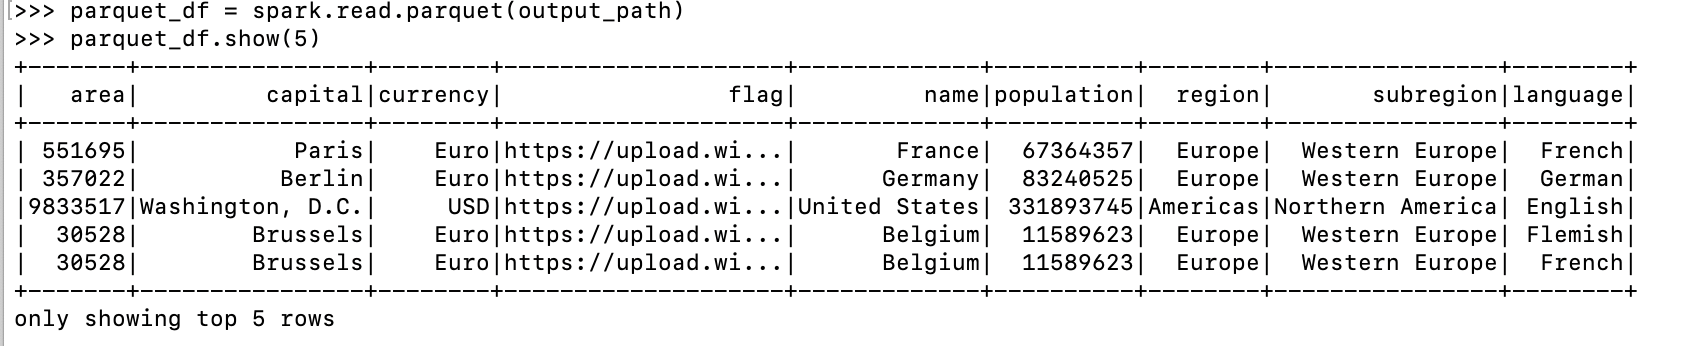 >>> parquet_df = spark.read.parquet(output_path)
>>> parquet_df.show(5)
+-------+----------------+--------+--------------------+-------------+----------+--------+----------------+--------+
|   area|         capital|currency|                flag|         name|population|  region|       subregion|language|
+-------+----------------+--------+--------------------+-------------+----------+--------+----------------+--------+
| 551695|           Paris|    Euro|https://upload.wi...|       France|  67364357|  Europe|  Western Europe|  French|
| 357022|          Berlin|    Euro|https://upload.wi...|      Germany|  83240525|  Europe|  Western Europe|  German|
|9833517|Washington, D.C.|     USD|https://upload.wi...|United States| 331893745|Americas|Northern America| English|
|  30528|        Brussels|    Euro|https://upload.wi...|      Belgium|  11589623|  Europe|  Western Europe| Flemish|
|  30528|        Brussels|    Euro|https://upload.wi...|      Belgium|  11589623|  Europe|  Western Europe|  French|
+-------+----------------+--------+--------------------+-------------+----------+--------+----------------+--------+
only showing top 5 rows